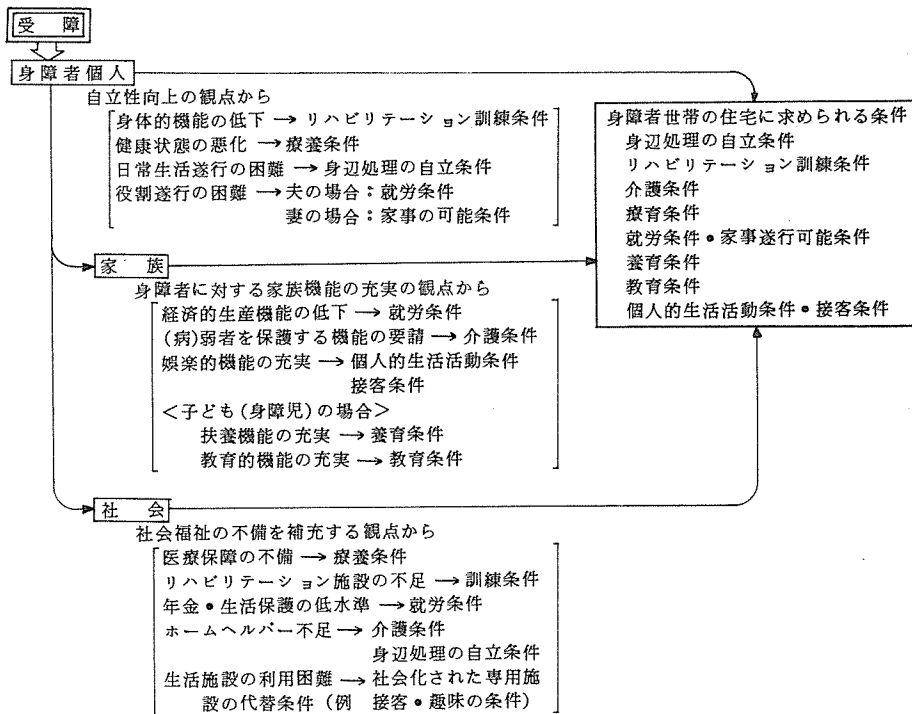 受 障
身障者個人
自立性向上の観点から
身体的機能の低下 → リハビリテーション訓練条件
健康状態の悪化 → 療養条件
日常生活遂行の困難 → 身辺処理の自立条件
役割遂行の困難 → 夫の場合：就労条件
妻の場合：家事の可能条件
家 族
身障者に対する家族機能の充実の観点から
経済的生産機能の低下 → 就労条件
(病)弱者を保護する機能の要請 → 介護条件
娯楽的機能の充実 → 個人的生活活動条件
接客条件
＜子ども(身障児)の場合＞
扶養機能の充実 → 養育条件
教育的機能の充実 → 教育条件
社 会
社会福祉の不備を補充する観点から
医療保障の不備 → 療養条件
リハビリテーション施設の不足 → 訓練条件
年金・生活保護の低水準 → 就労条件
ホームヘルパー不足 → 介護条件
身辺処理の自立条件
生活施設の利用困難 → 社会化された専用施
設の代替条件 (例 接客・趣味の条件)
身障者世帯の住宅に求められる条件
身辺処理の自立条件
リハビリテーション訓練条件
介護条件
療育条件
就労条件・家事遂行可能条件
養育条件
教育条件
個人的生活活動条件・接客条件